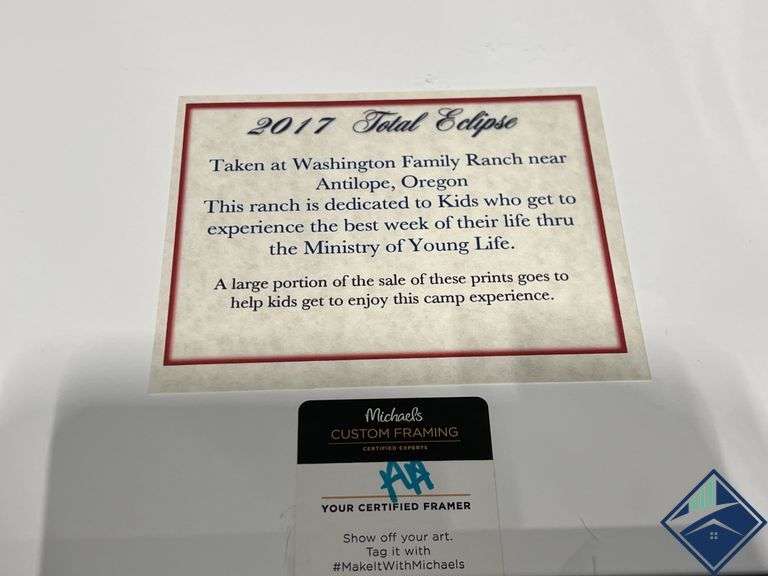 2017 Total Eclipse
Taken at Washington Family Ranch near
Antilope, Oregon
This ranch is dedicated to Kids who get to
experience the best week of their life thru
the Ministry of Young Life.
A large portion of the sale of these prints goes to
help kids get to enjoy this camp experience.
Michaels
CUSTOM FRAMING
CERTIFIED EXPERTS
YOUR CERTIFIED FRAMER
Show off your art.
Tag it with
#MakeItWithMichaels